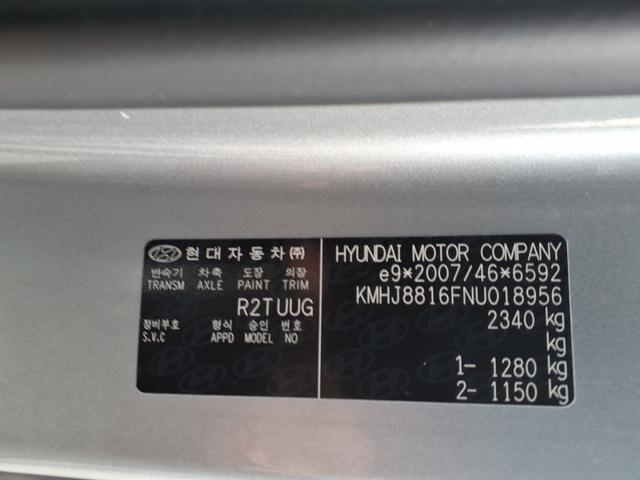 현대자동차㈜
변속기 차축 도장 의장
TRANSM AXLE PAINT TRIM
R2T UUG
정비부호 형식 승인 번호
S.V.C APPD MODEL NO
HYUNDAI MOTOR COMPANY
e9*2007/46*6592
KMHJ8816FNU018956
2340 kg
kg
1- 1280 kg
2- 1150 kg